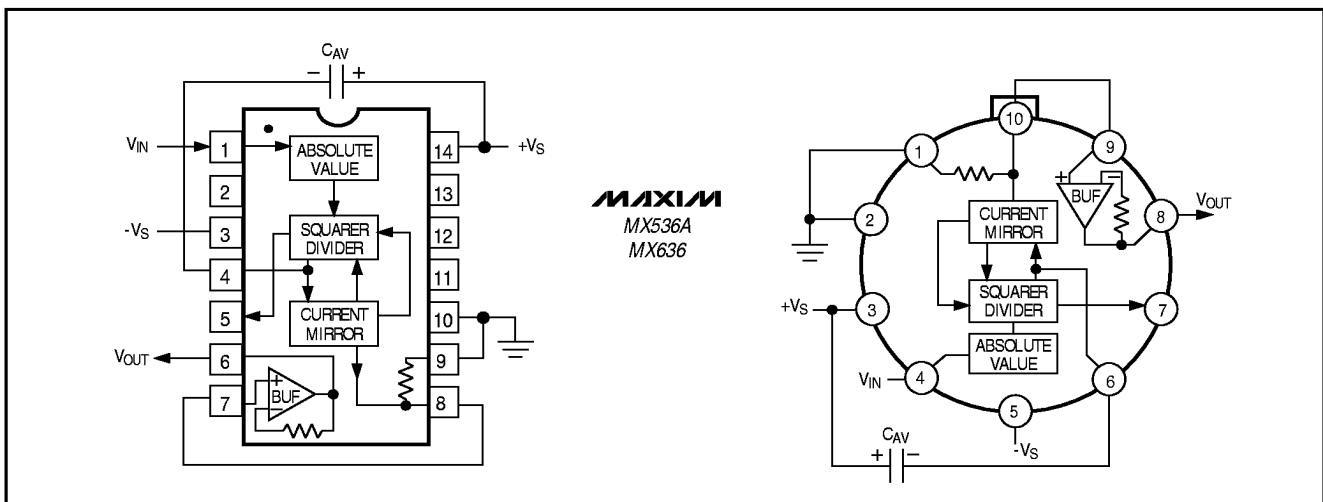 CAV
− +
VIN
1
ABSOLUTE
VALUE
14
+VS
2
13
-VS
3
SQUARER
DIVIDER
12
4
11
5
CURRENT
MIRROR
10
VOUT
6
9
+
BUF
−
7
8
MAXIM
MX536A
MX636
10
1
9
+ −
BUF
2
CURRENT
MIRROR
8
VOUT
+VS
3
SQUARER
DIVIDER
7
ABSOLUTE
VALUE
VIN
4
6
5
-VS
CAV
+ −